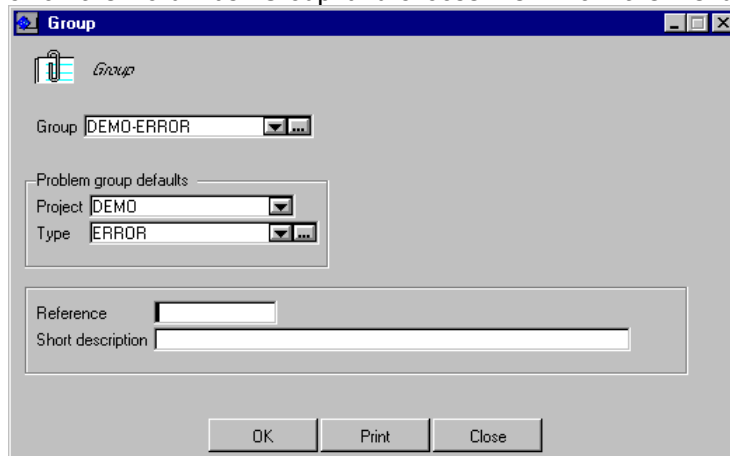 Group
Group
Group DEMO-ERROR ...
Problem group defaults
Project DEMO
Type ERROR ...
Reference
Short description
OK Print Close